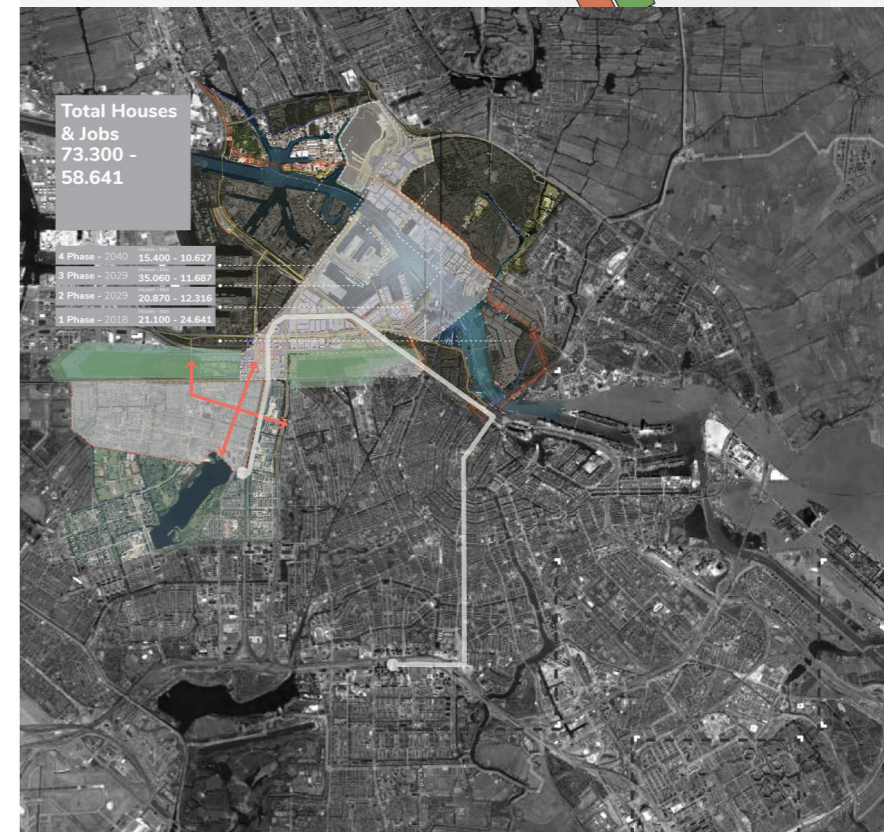 Total Houses
& Jobs
73.300 -
58.641
4 Phase - 2040 15.400 - 10.627
3 Phase - 2029 35.060 - 11.687
2 Phase - 2029 20.870 - 12.316
1 Phase - 2018 21.100 - 24.641